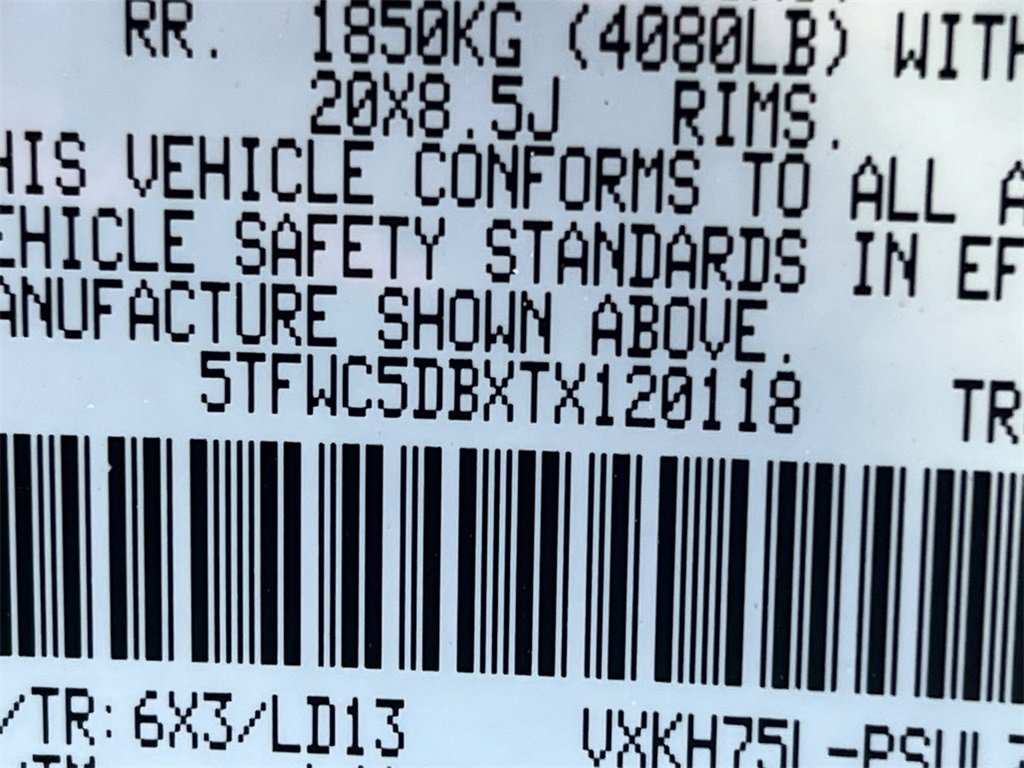 RR. 1850KG (4080LB) WITH
20X8.5J RIMS.
HIS VEHICLE CONFORMS TO ALL A
EHICLE SAFETY STANDARDS IN EF
ANUFACTURE SHOWN ABOVE.
5TFWC5DBXTX120118 TR
/TR: 6X3/LD13